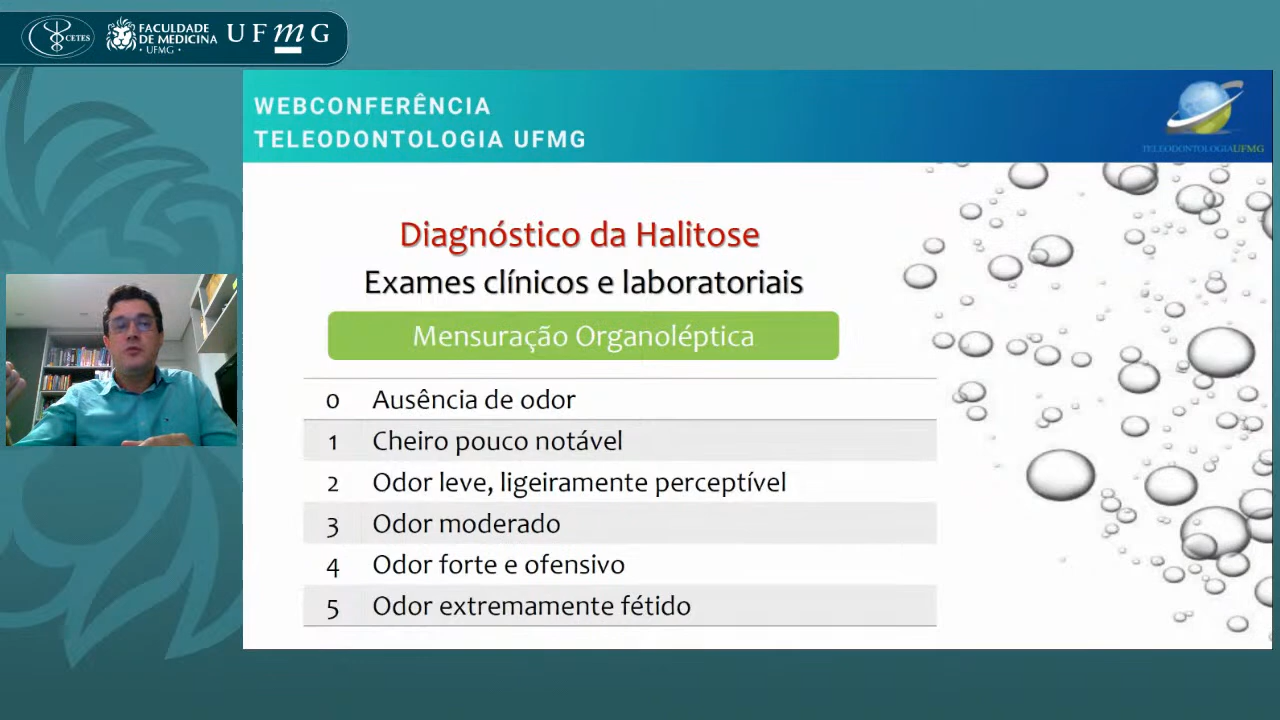 CETES
FACULDADE
DE MEDICINA
• UFMG •
UFmG
WEBCONFERÊNCIA
TELEODONTOLOGIA UFMG
TELEODONTOLOGIAUFMG
Diagnóstico da Halitose
Exames clínicos e laboratoriais
Mensuração Organoléptica
0 Ausência de odor
1 Cheiro pouco notável
2 Odor leve, ligeiramente perceptível
3 Odor moderado
4 Odor forte e ofensivo
5 Odor extremamente fétido